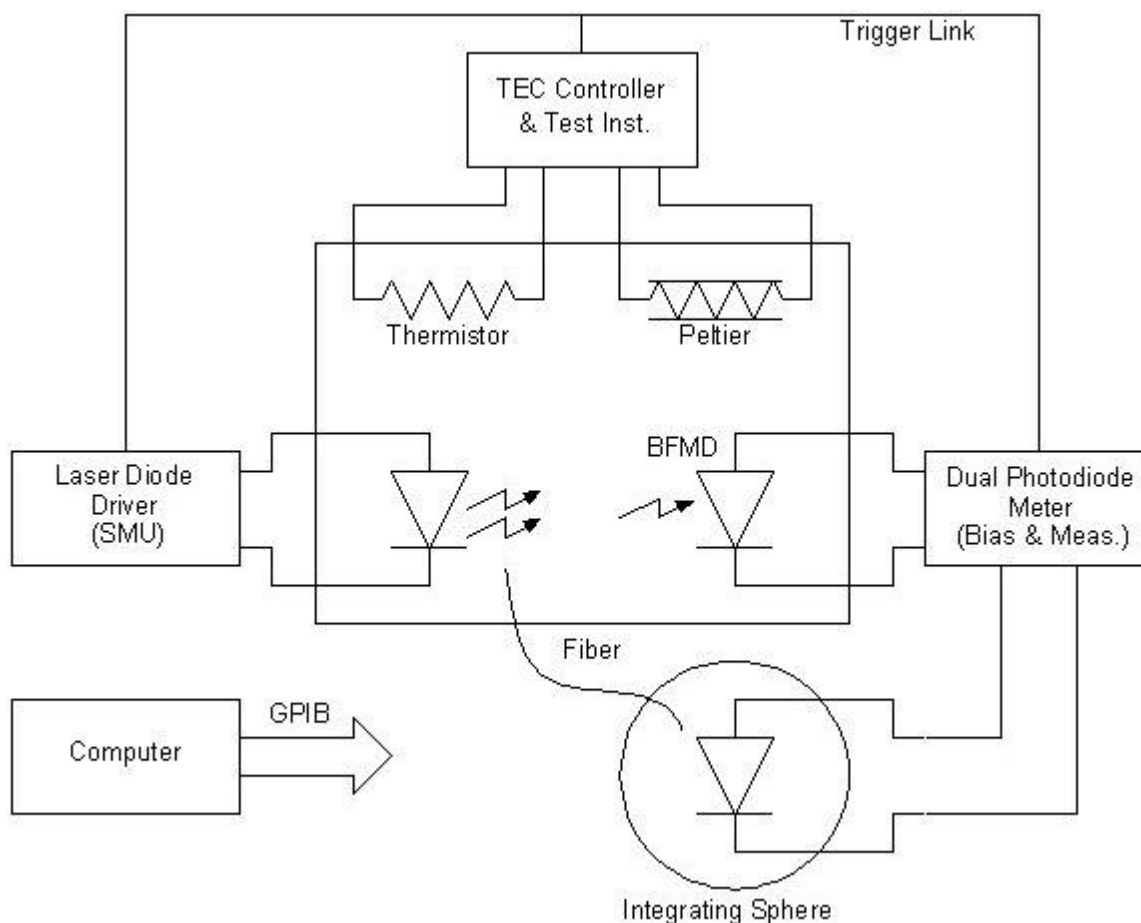 Trigger Link
TEC Controller
& Test Inst.
Thermistor
Peltier
BFMD
Laser Diode
Driver
(SMU)
Dual Photodiode
Meter
(Bias & Meas.)
Fiber
GPIB
Computer
Integrating Sphere